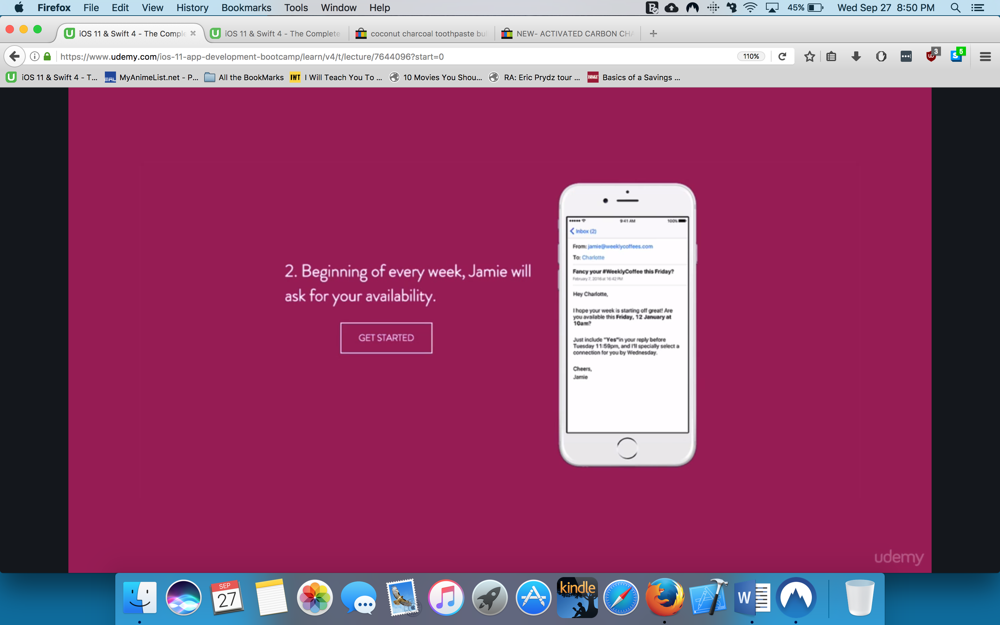 Firefox File Edit View History Bookmarks Tools Window Help 45% Wed Sep 27 8:50 PM
iOS 11 & Swift 4 - The Comple iOS 11 & Swift 4 - The Complete coconut charcoal toothpaste bul NEW- ACTIVATED CARBON CHA
https://www.udemy.com/ios-11-app-development-bootcamp/learn/v4/t/lecture/7644096?start=0 110% 3 5
iOS 11 & Swift 4 - T... MAL MyAnimeList.net - P... All the BookMarks IWT I Will Teach You To ... 10 Movies You Shou... RA: Eric Prydz tour ... BB&T Basics of a Savings ...
2. Beginning of every week, Jamie will
ask for your availability.
GET STARTED
9:41 AM 100%
Inbox (2)
From: jamie@weeklycoffees.com
To: Charlotte
Fancy your #WeeklyCoffee this Friday?
February 7, 2016 at 16:42 PM
Hey Charlotte,
I hope your week is starting off great! Are
you available this Friday, 12 January at
10am?
Just include "Yes"in your reply before
Tuesday 11:59pm, and I'll specially select a
connection for you by Wednesday.
Cheers,
Jamie
udemy
SEP
27
kindle
W